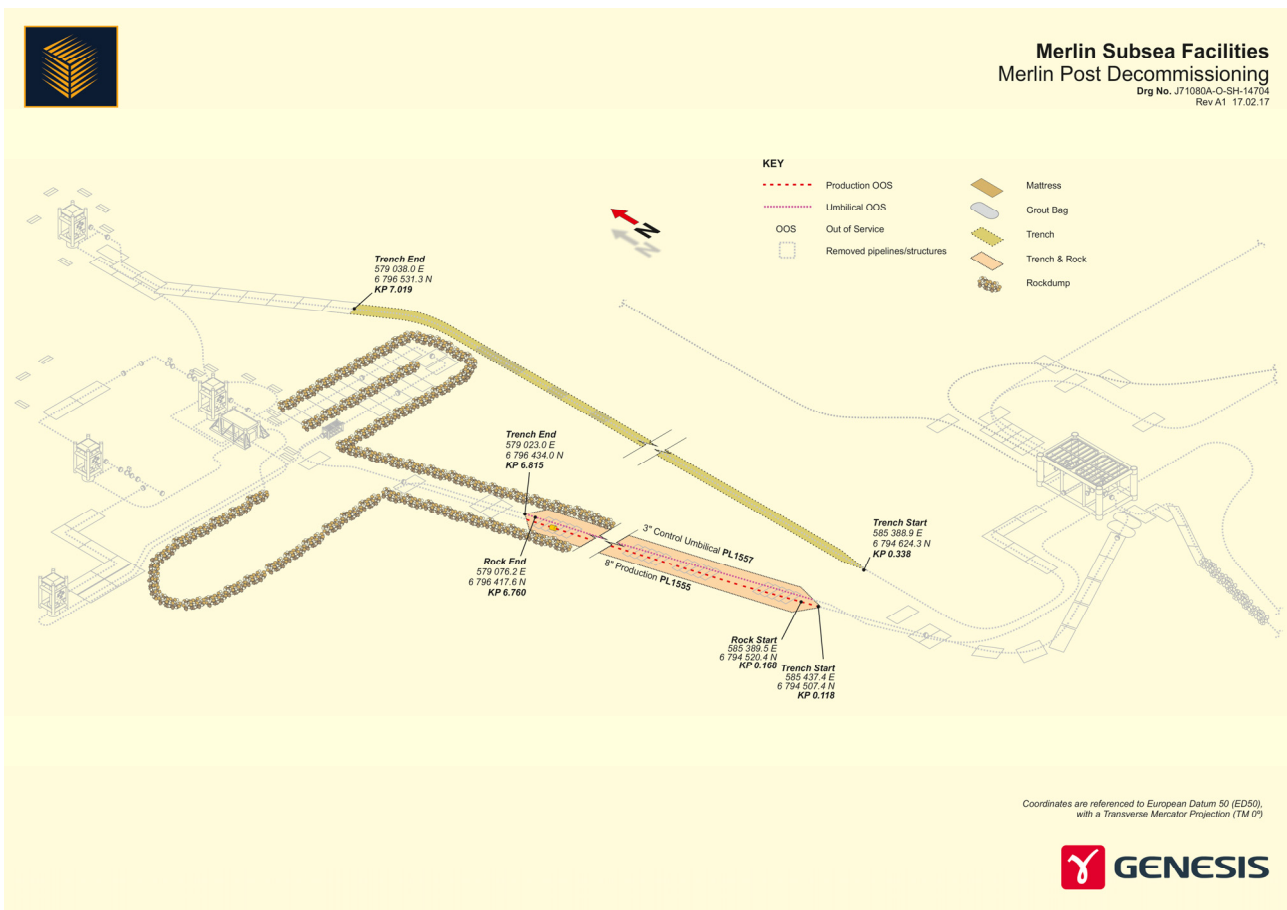 Merlin Subsea Facilities
Merlin Post Decommissioning
Drg No. J71080A-O-SH-14704
Rev A1 17.02.17
KEY
Production OOS
Umbilical OOS
OOS Out of Service
Removed pipelines/structures
Mattress
Grout Bag
Trench
Trench & Rock
Rockdump
N
N
Trench End
579 038.0 E
6 796 531.3 N
KP 7.019
Trench End
579 023.0 E
6 796 434.0 N
KP 6.815
Rock End
579 076.2 E
6 796 417.6 N
KP 6.760
3" Control Umbilical PL1557
8" Production PL1555
Trench Start
585 388.9 E
6 794 624.3 N
KP 0.338
Rock Start
585 389.5 E
6 794 520.4 N
KP 0.160
Trench Start
585 437.4 E
6 794 507.4 N
KP 0.118
Coordinates are referenced to European Datum 50 (ED50),
with a Transverse Mercator Projection (TM 0º)
GENESIS